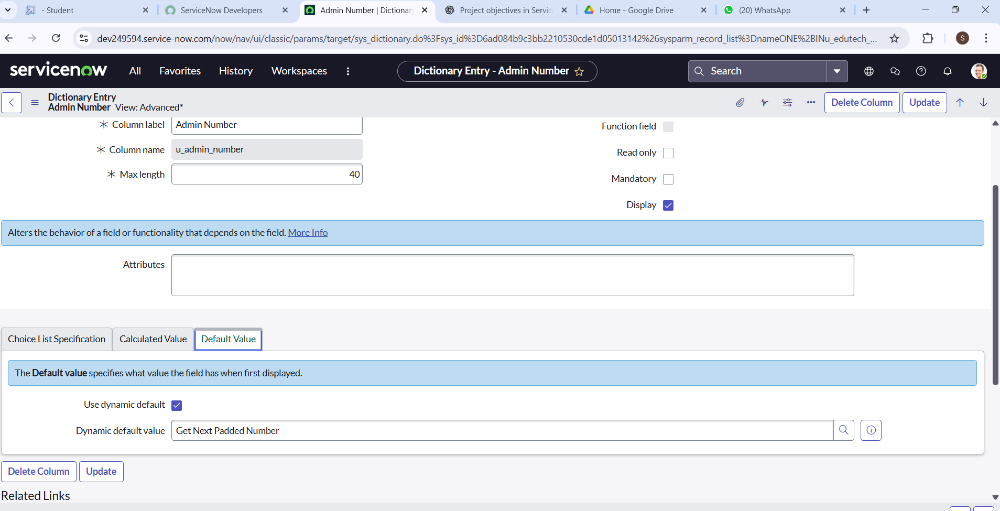 - Student
ServiceNow Developers
Admin Number | Dictionary
Project objectives in Servic
Home - Google Drive
(20) WhatsApp
dev249594.service-now.com/now/nav/ui/classic/params/target/sys_dictionary.do%3Fsys_id%3D6ad084b9c3bb2210530cde1d05013142%26sysparm_record_list%3DnameONE%2BINu_edutech_...
S
servicenow
All
Favorites
History
Workspaces
Dictionary Entry - Admin Number
Search
Dictionary Entry
Admin Number View: Advanced*
Delete Column
Update
Column label
Admin Number
Function field
Column name
u_admin_number
Read only
Max length
40
Mandatory
Display
Alters the behavior of a field or functionality that depends on the field. More Info
Attributes
Choice List Specification
Calculated Value
Default Value
The Default value specifies what value the field has when first displayed.
Use dynamic default
Dynamic default value
Get Next Padded Number
Delete Column
Update
Related Links